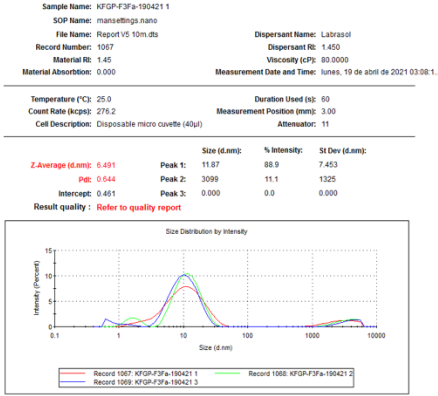 Sample Name: KFGP-F3Fa-190421 1
SOP Name: mansettings.nano
File Name: Report V5 10m.dts Dispersant Name: Labrasol
Record Number: 1067 Dispersant RI: 1.450
Material RI: 1.45 Viscosity (cP): 80.0000
Material Absorbtion: 0.000 Measurement Date and Time: lunes, 19 de abril de 2021 03:08:1..
Temperature (°C): 25.0 Duration Used (s): 60
Count Rate (kcps): 276.2 Measurement Position (mm): 3.00
Cell Description: Disposable micro cuvette (40µl) Attenuator: 11
Size (d.nm): % Intensity: St Dev (d.nm):
Z-Average (d.nm): 6.491 Peak 1: 11.87 88.9 7.453
PdI: 0.644 Peak 2: 3099 11.1 1325
Intercept: 0.461 Peak 3: 0.000 0.0 0.000
Result quality : Refer to quality report
Size Distribution by Intensity
Intensity (Percent)
15
10
5
0
0.1 1 10 100 1000 10000
Size (d.nm)
Record 1067: KFGP-F3Fa-190421 1 Record 1068: KFGP-F3Fa-190421 2
Record 1069: KFGP-F3Fa-190421 3